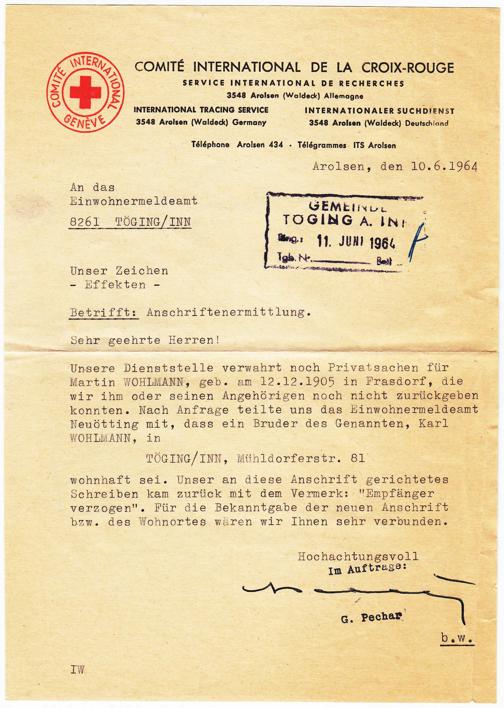 COMITÉ INTERNATIONAL
GENÈVE
COMITÉ INTERNATIONAL DE LA CROIX-ROUGE
SERVICE INTERNATIONAL DE RECHERCHES
3548 Arolsen (Waldeck) Allemagne
INTERNATIONAL TRACING SERVICE
3548 Arolsen (Waldeck) Germany
INTERNATIONALER SUCHDIENST
3548 Arolsen (Waldeck) Deutschland
Téléphone Arolsen 434 · Télégrammes ITS Arolsen
Arolsen, den 10.6.1964
An das
Einwohnermeldeamt
8261 TÖGING/INN
GEMEINDE
TÖGING A. INN
Eing.: 11. JUNI 1964
Tgb. Nr. Beil
Unser Zeichen
- Effekten -
Betrifft: Anschriftenermittlung.
Sehr geehrte Herren!
Unsere Dienststelle verwahrt noch Privatsachen für
Martin WOHLMANN, geb. am 12.12.1905 in Frasdorf, die
wir ihm oder seinen Angehörigen noch nicht zurückgeben
konnten. Nach Anfrage teilte uns das Einwohnermeldeamt
Neuötting mit, dass ein Bruder des Genannten, Karl
WOHLMANN, in
TÖGING/INN, Mühldorferstr. 81
wohnhaft sei. Unser an diese Anschrift gerichtetes
Schreiben kam zurück mit dem Vermerk: "Empfänger
verzogen". Für die Bekanntgabe der neuen Anschrift
bzw. des Wohnortes wären wir Ihnen sehr verbunden.
Hochachtungsvoll
Im Auftrage:
G. Pechar
b.w.
IW